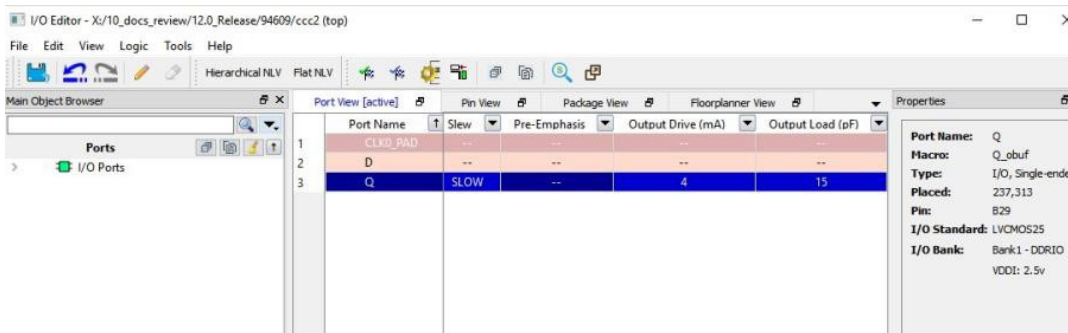 I/O Editor - X:/10_docs_review/12.0_Release/94609/ccc2 (top)
File Edit View Logic Tools Help
Hierarchical NLV Flat NLV
Main Object Browser
Ports
I/O Ports
Port View [active] Pin View Package View Floorplanner View
Port Name Slew Pre-Emphasis Output Drive (mA) Output Load (pF)
1 CLK0_PAD -- -- -- --
2 D -- -- -- --
3 Q SLOW -- 4 15
Properties
Port Name: Q
Macro: Q_obuf
Type: I/O, Single-ende
Placed: 237,313
Pin: B29
I/O Standard: LVCMOS25
I/O Bank: Bank1 - DDRIO
VDDI: 2.5v